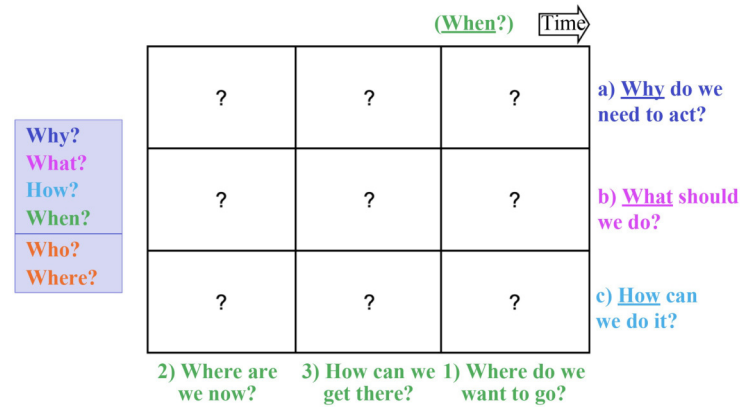 (When?)
Time
?
?
?
a) Why do we
need to act?
Why?
What?
How?
When?
Who?
Where?
?
?
?
b) What should
we do?
?
?
?
c) How can
we do it?
2) Where are
we now?
3) How can we
get there?
1) Where do we
want to go?